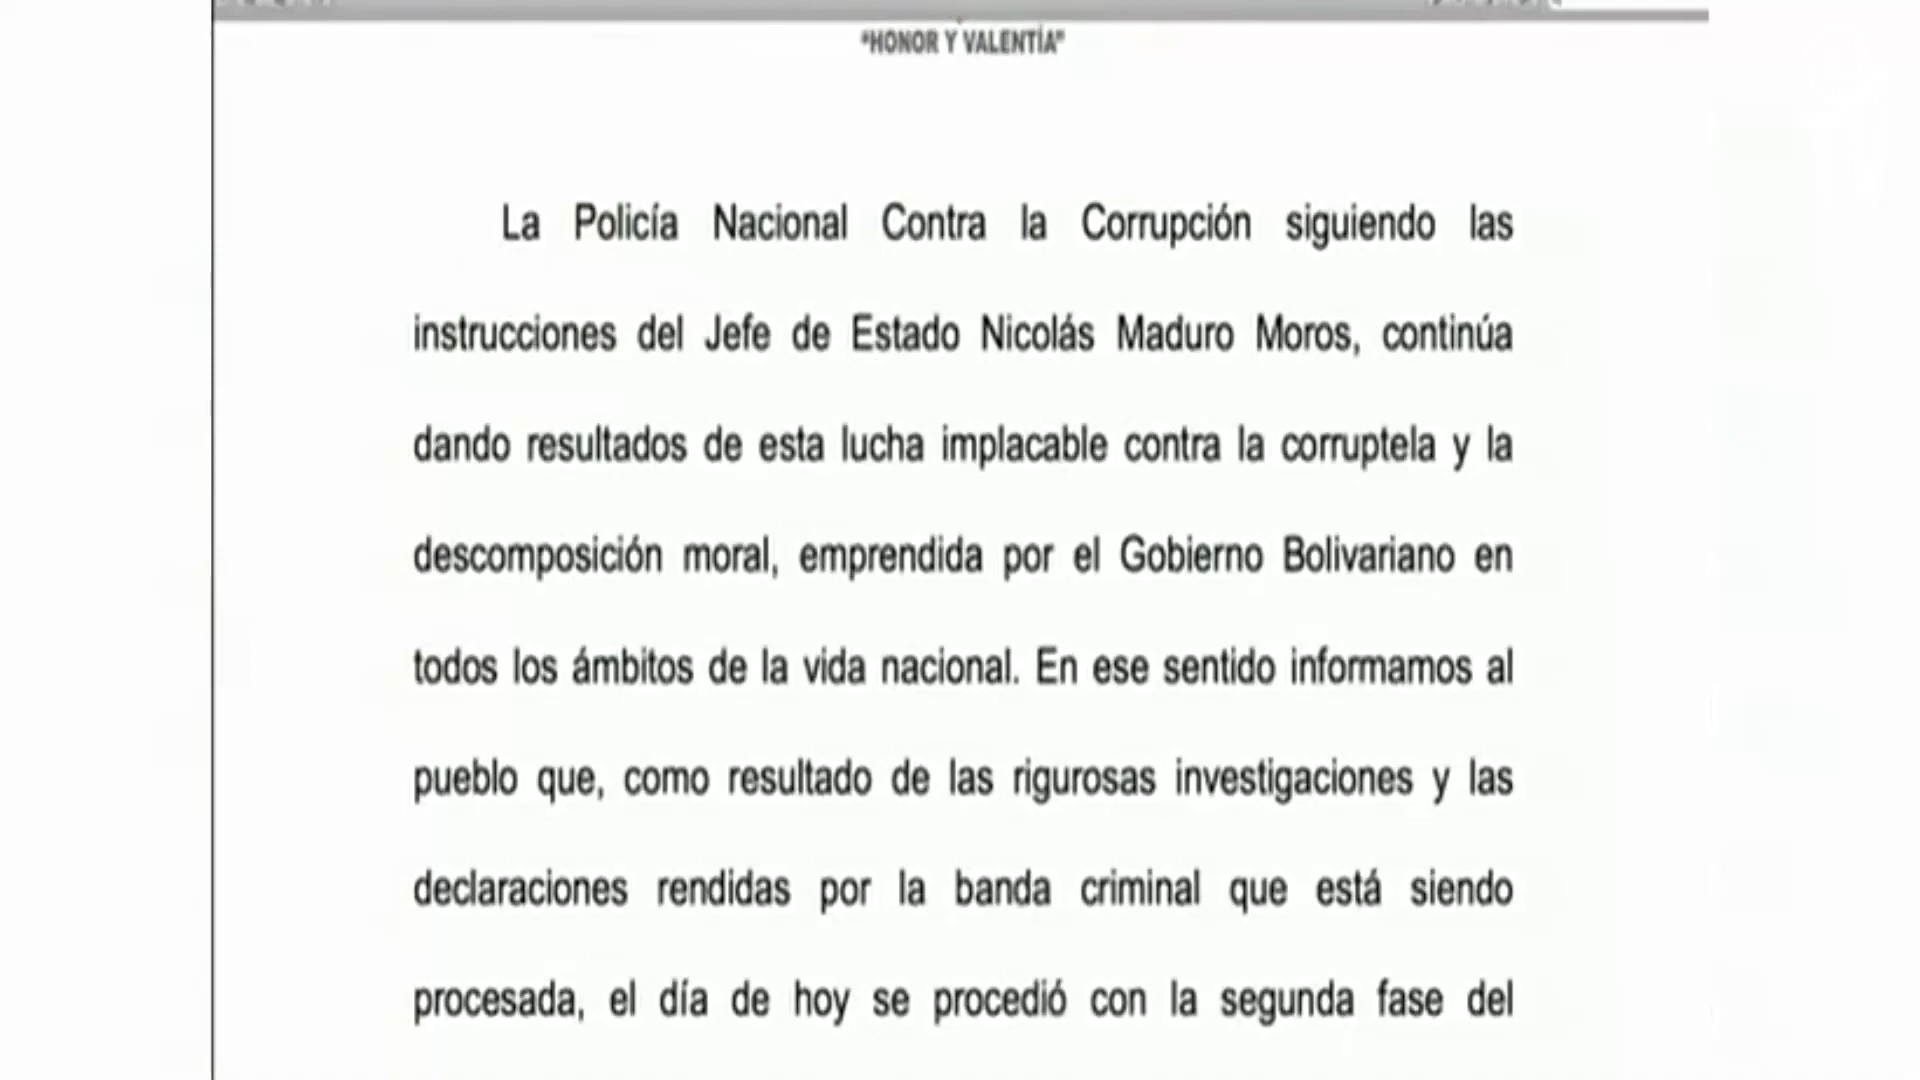 "HONOR Y VALENTÍA"
La Policía Nacional Contra la Corrupción siguiendo las
instrucciones del Jefe de Estado Nicolás Maduro Moros, continúa
dando resultados de esta lucha implacable contra la corruptela y la
descomposición moral, emprendida por el Gobierno Bolivariano en
todos los ámbitos de la vida nacional. En ese sentido informamos al
pueblo que, como resultado de las rigurosas investigaciones y las
declaraciones rendidas por la banda criminal que está siendo
procesada, el día de hoy se procedió con la segunda fase del